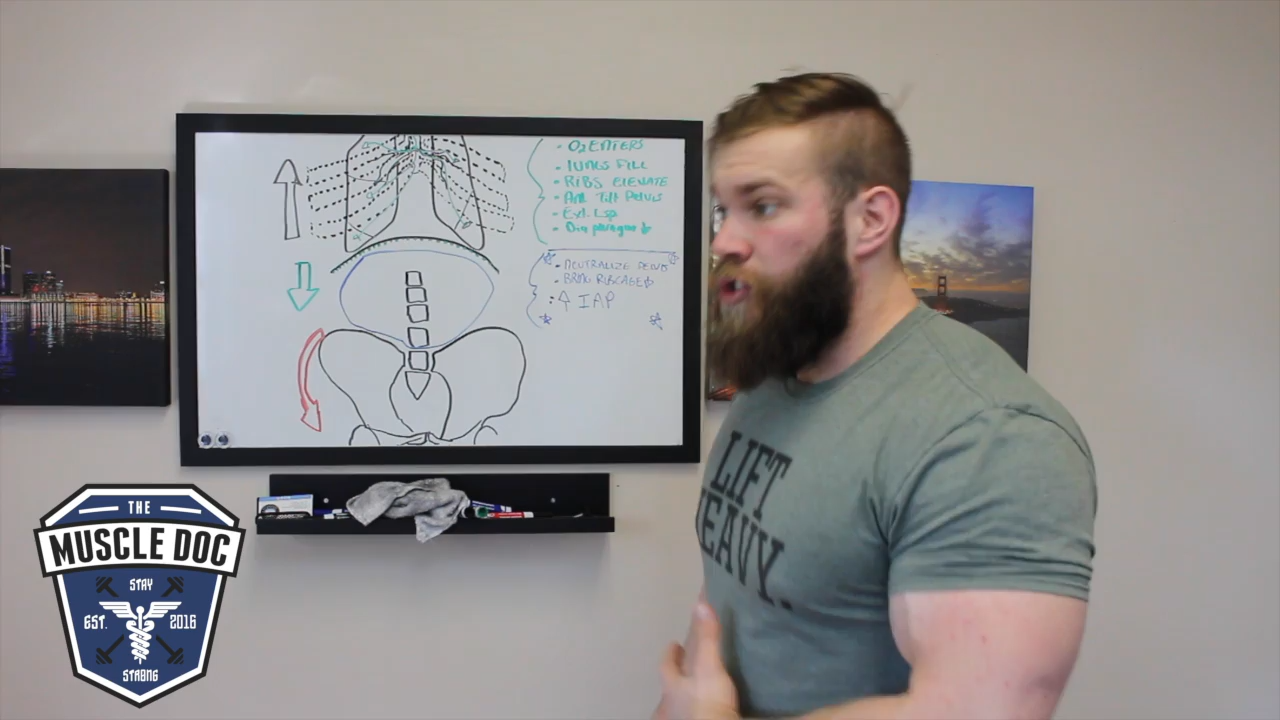 • O₂ ENTERS
• LUNGS FILL
• RIBS ELEVATE
• Ant Tilt Pelvis
• Ext. Lsp
• Diaphragm ↓
• NEUTRALIZE PELVIS
• BRING RIBCAGE ↓
• ↑ IAP
LIFT
HEAVY.
THE
MUSCLE DOC
STAY
EST. 2016
STRONG